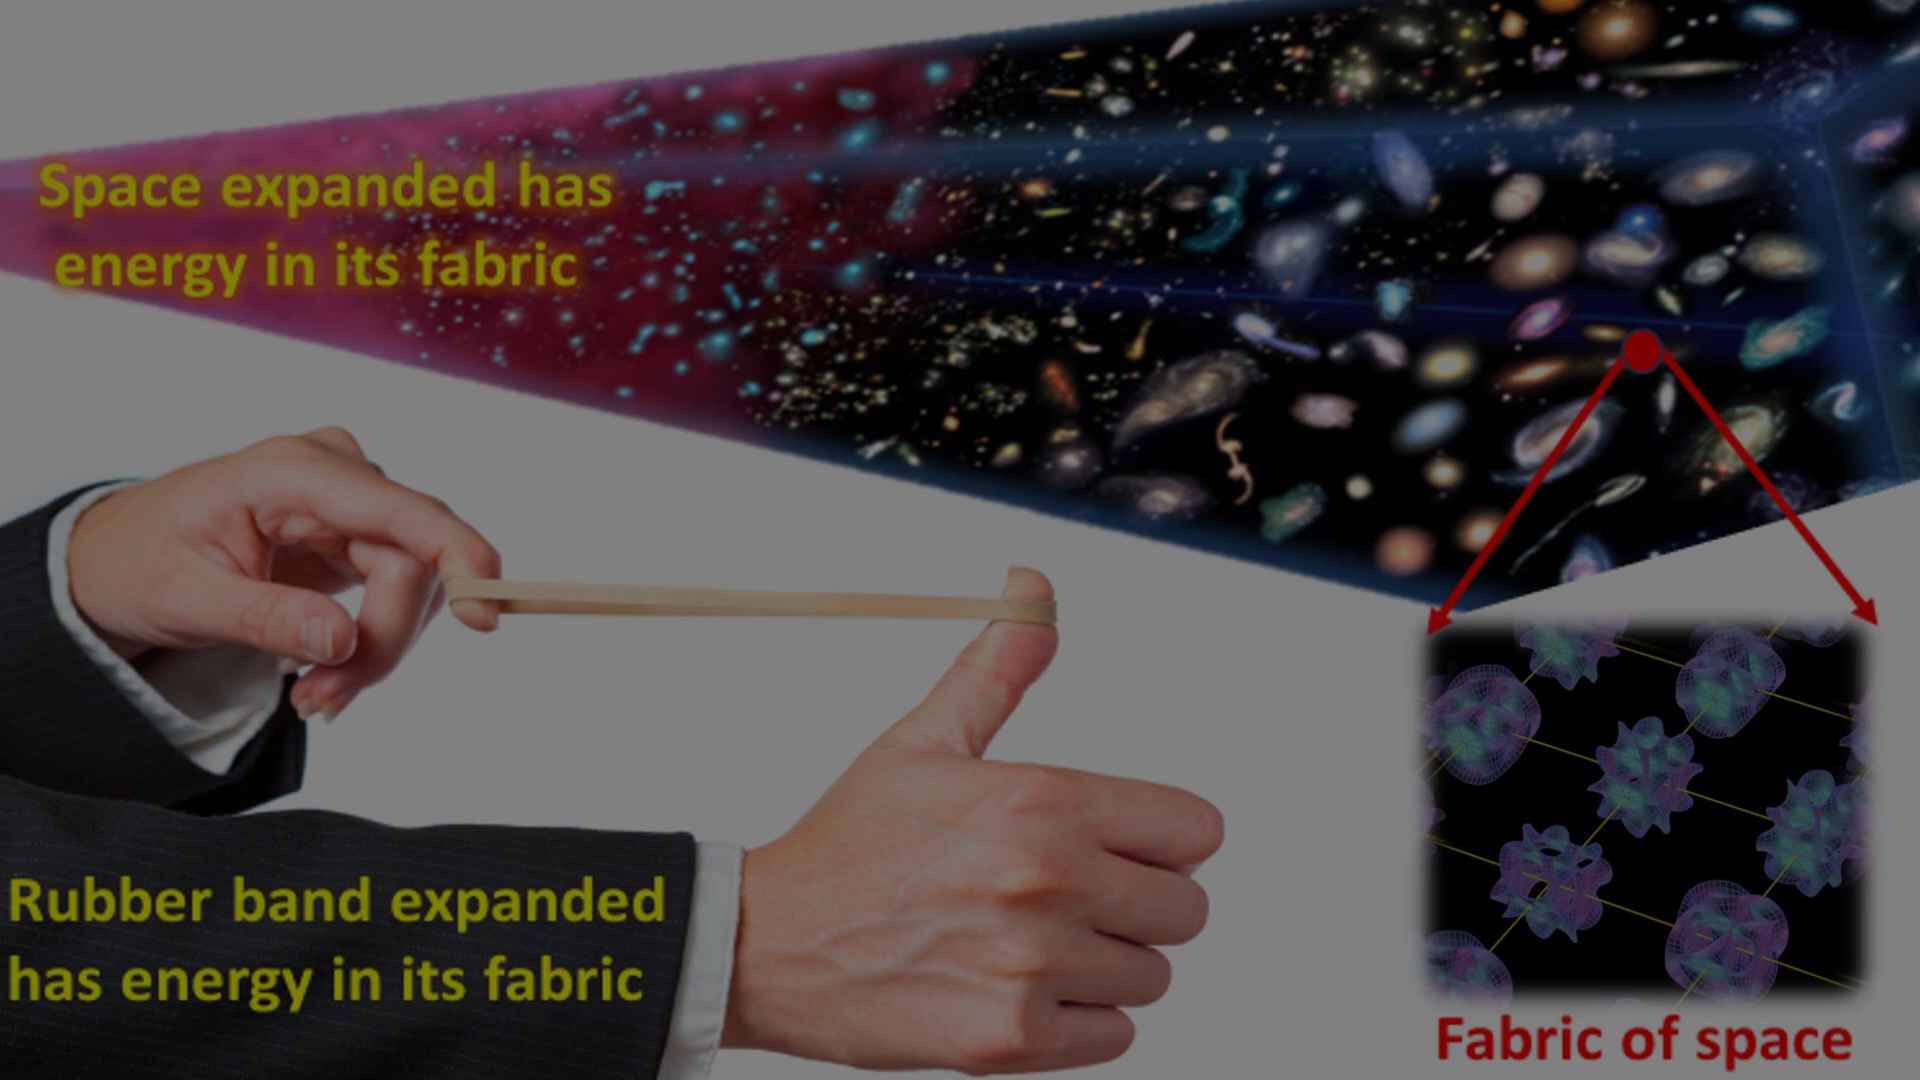 Space expanded has
energy in its fabric
Rubber band expanded
has energy in its fabric
Fabric of space